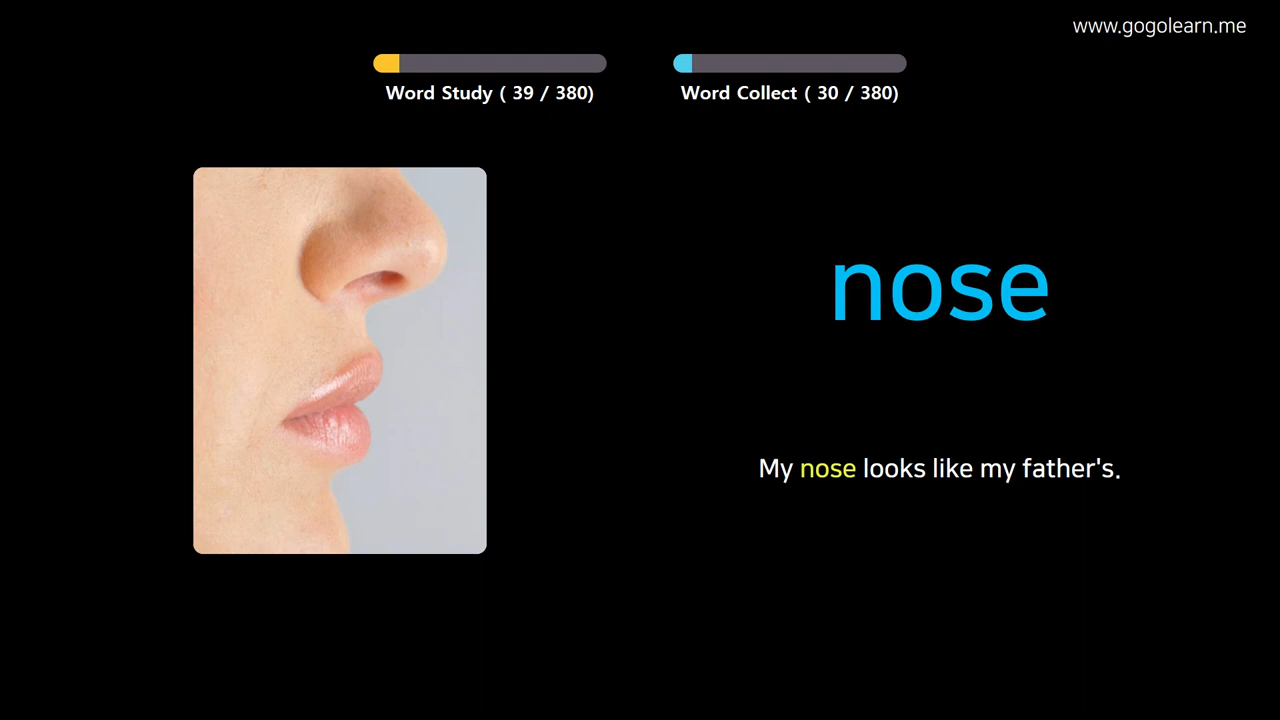 www.gogolearn.me
Word Study ( 39 / 380)
Word Collect ( 30 / 380)
nose
My nose looks like my father's.